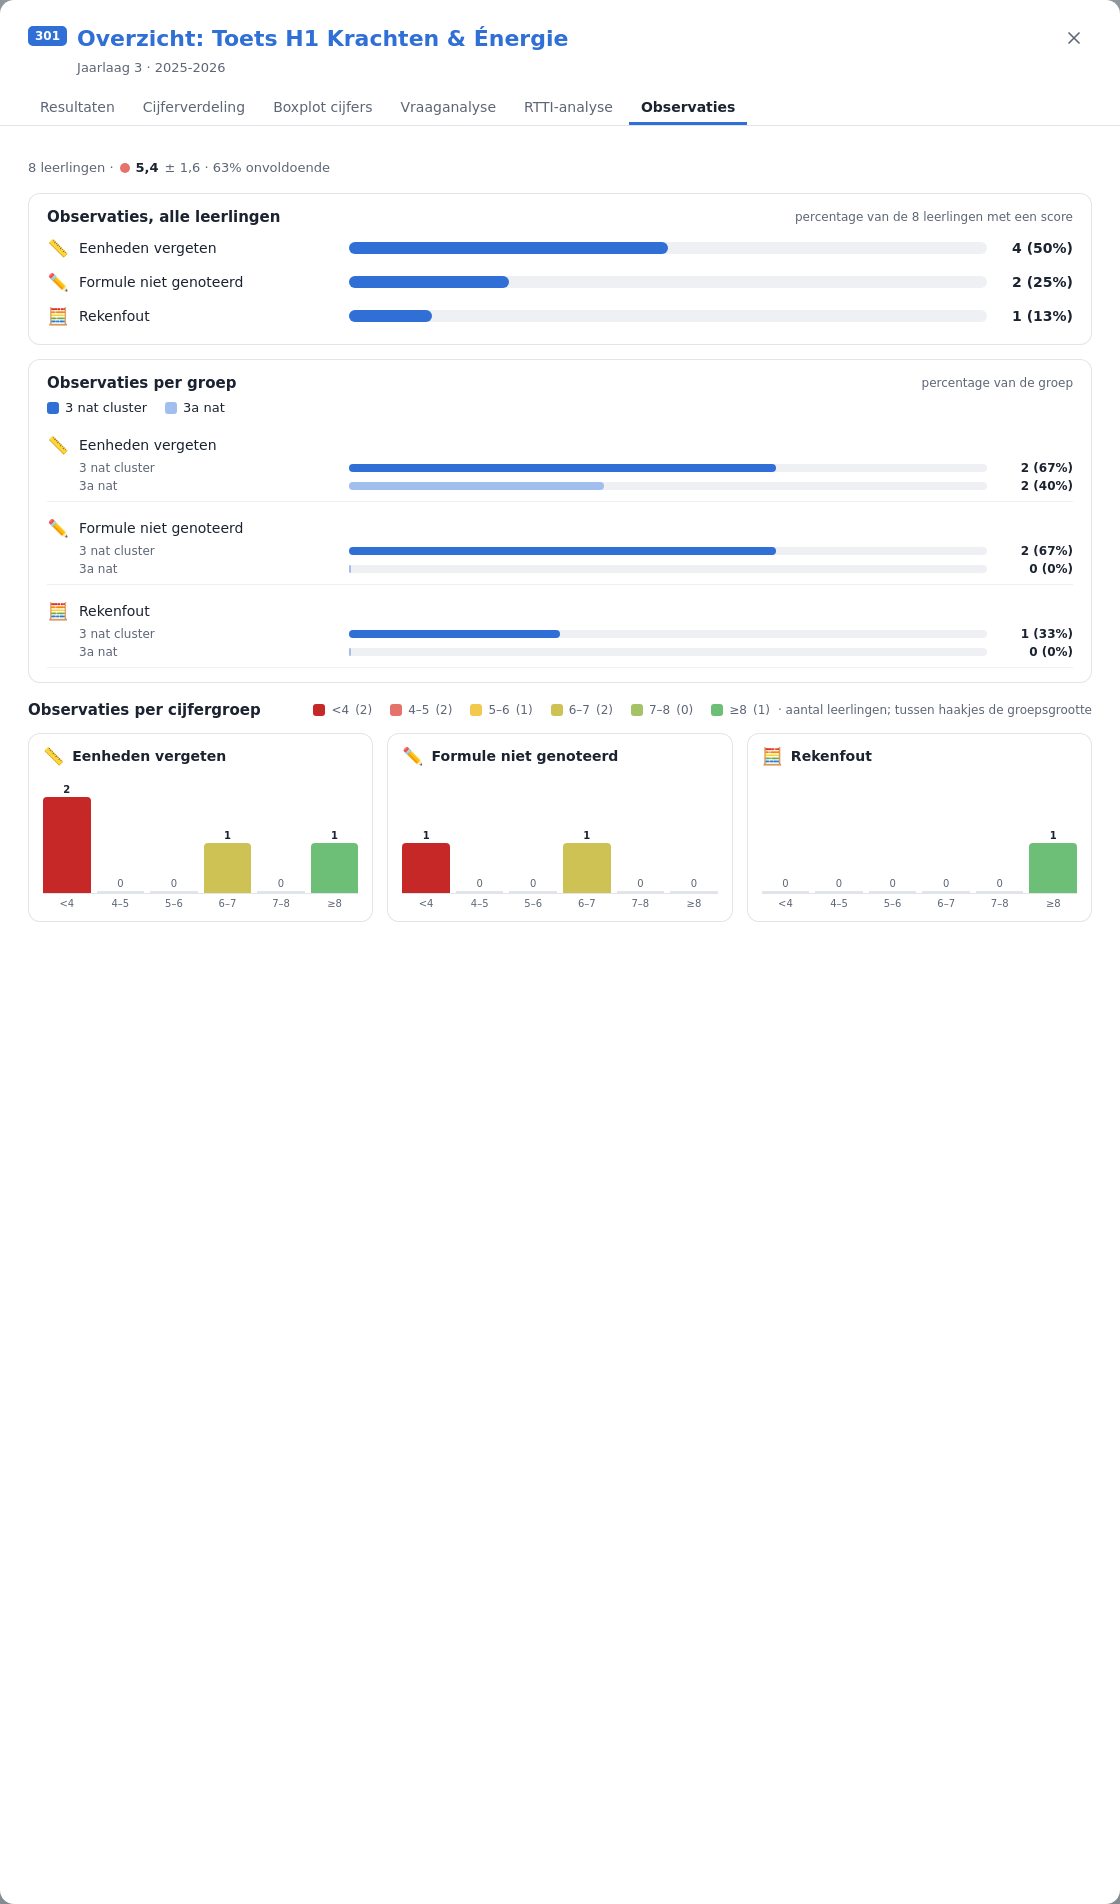 301 Overzicht: Toets H1 Krachten & Énergie
Jaarlaag 3 · 2025-2026
Resultaten Cijferverdeling Boxplot cijfers Vraaganalyse RTTI-analyse Observaties
8 leerlingen · 5,4 ± 1,6 · 63% onvoldoende
Observaties, alle leerlingen percentage van de 8 leerlingen met een score
Eenheden vergeten 4 (50%)
Formule niet genoteerd 2 (25%)
Rekenfout 1 (13%)
Observaties per groep percentage van de groep
3 nat cluster 3a nat
Eenheden vergeten
3 nat cluster 2 (67%)
3a nat 2 (40%)
Formule niet genoteerd
3 nat cluster 2 (67%)
3a nat 0 (0%)
Rekenfout
3 nat cluster 1 (33%)
3a nat 0 (0%)
Observaties per cijfergroep <4 (2) 4–5 (2) 5–6 (1) 6–7 (2) 7–8 (0) ≥8 (1) · aantal leerlingen; tussen haakjes de groepsgrootte
Eenheden vergeten
2 0 0 1 0 1
<4 4–5 5–6 6–7 7–8 ≥8
Formule niet genoteerd
1 0 0 1 0 0
<4 4–5 5–6 6–7 7–8 ≥8
Rekenfout
0 0 0 0 0 1
<4 4–5 5–6 6–7 7–8 ≥8